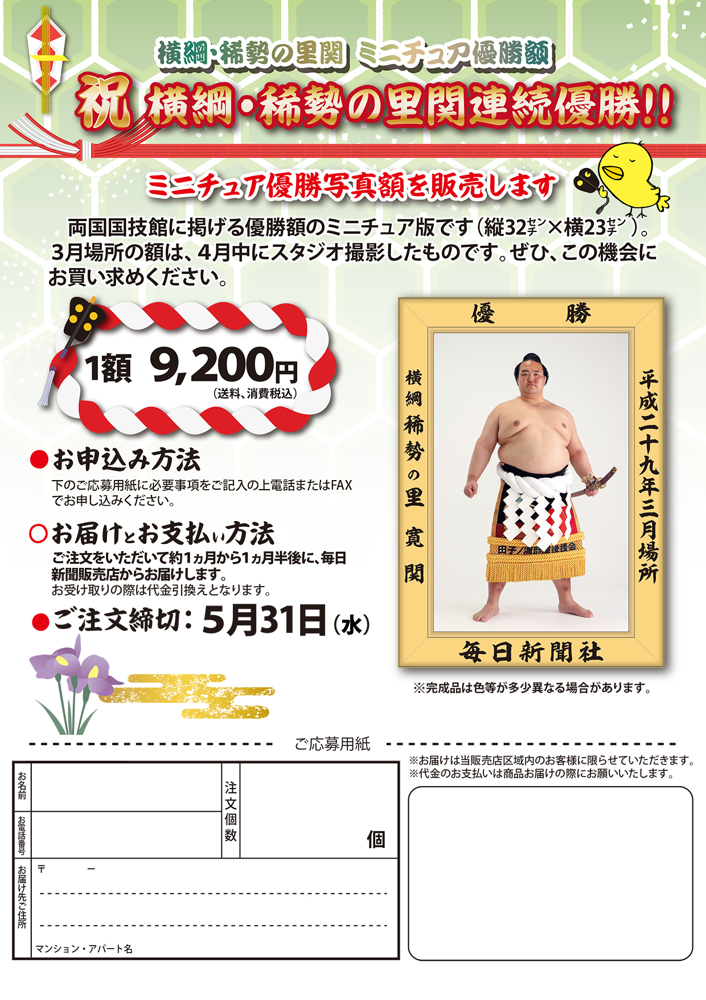 横綱・稀勢の里関 ミニチュア優勝額
祝 横綱・稀勢の里関連続優勝!!
ミニチュア優勝写真額を販売します
両国国技館に掲げる優勝額のミニチュア版です（縦32センチ×横23センチ）。
３月場所の額は、４月中にスタジオ撮影したものです。ぜひ、この機会に
お買い求めください。
1額 9,200円
（送料、消費税込）
●お申込み方法
下のご応募用紙に必要事項をご記入の上電話またはFAX
でお申し込みください。
○お届けとお支払い方法
ご注文をいただいて約1ヵ月から1ヵ月半後に、毎日
新聞販売店からお届けします。
お受け取りの際は代金引換えとなります。
●ご注文締切：５月31日（水）
優勝
横綱稀勢の里寛関
平成二十九年三月場所
田子ノ浦部屋後援会
毎日新聞社
※完成品は色等が多少異なる場合があります。
ご応募用紙
※お届けは当販売店区域内のお客様に限らせていただきます。
※代金のお支払いは商品お届けの際にお願いいたします。
お名前
注文個数
個
お電話番号
お届け先ご住所
〒 －
マンション・アパート名